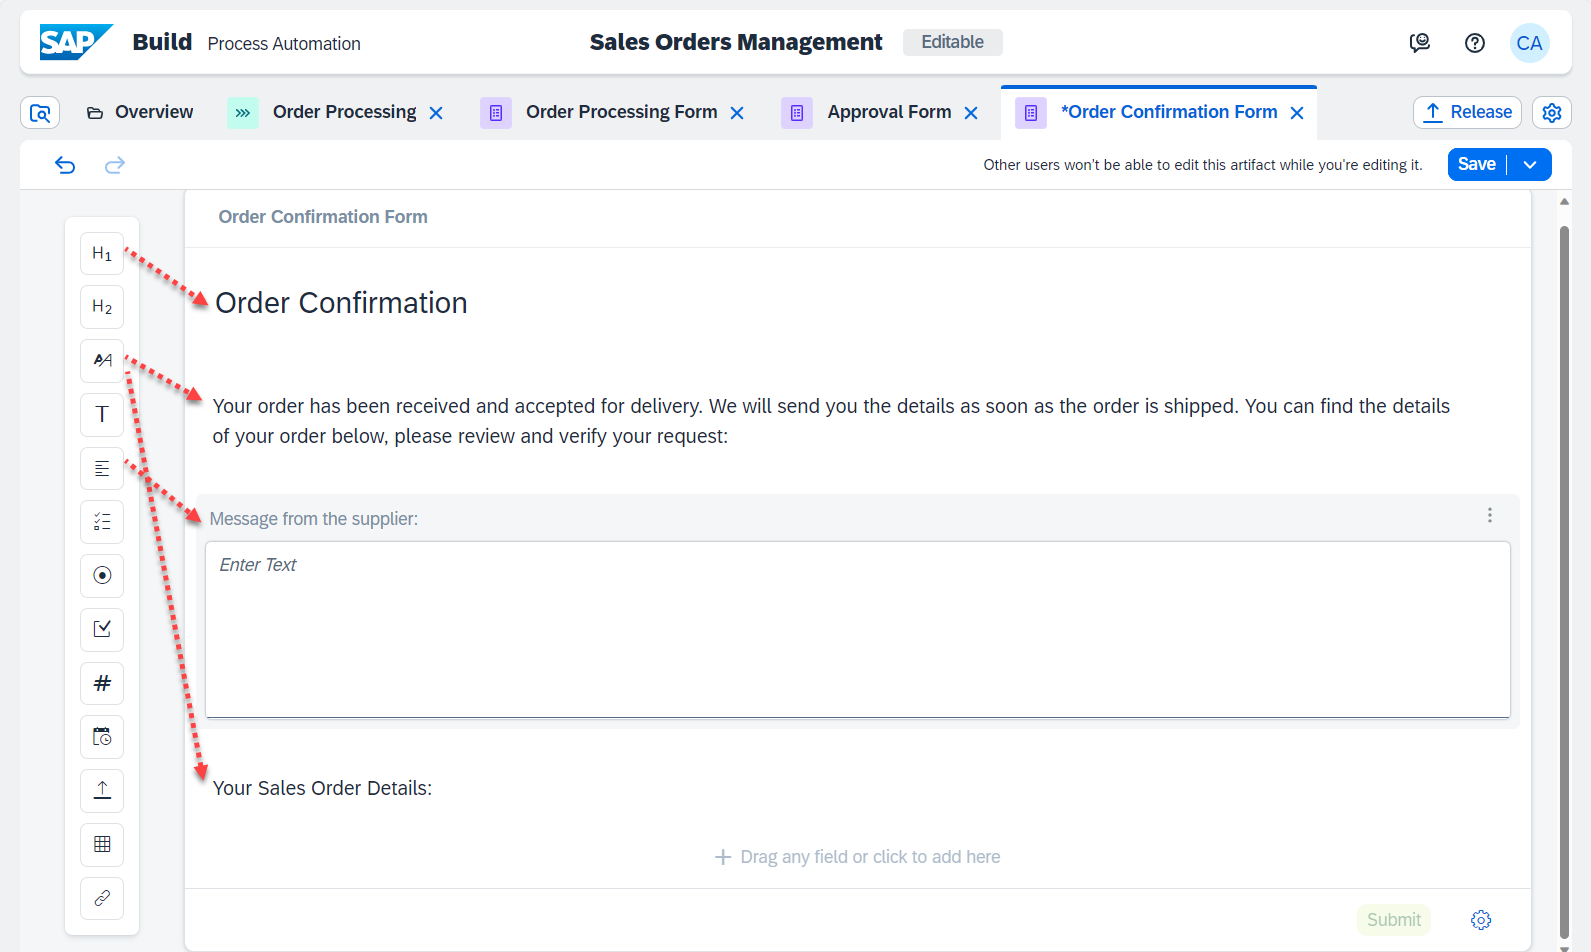 SAP Build Process Automation Sales Orders Management Editable CA
Overview Order Processing Order Processing Form Approval Form *Order Confirmation Form Release
Other users won't be able to edit this artifact while you're editing it. Save
Order Confirmation Form
H1
Order Confirmation
H2
AA
T
Your order has been received and accepted for delivery. We will send you the details as soon as the order is shipped. You can find the details
of your order below, please review and verify your request:
Message from the supplier:
Enter Text
#
Your Sales Order Details:
+ Drag any field or click to add here
Submit